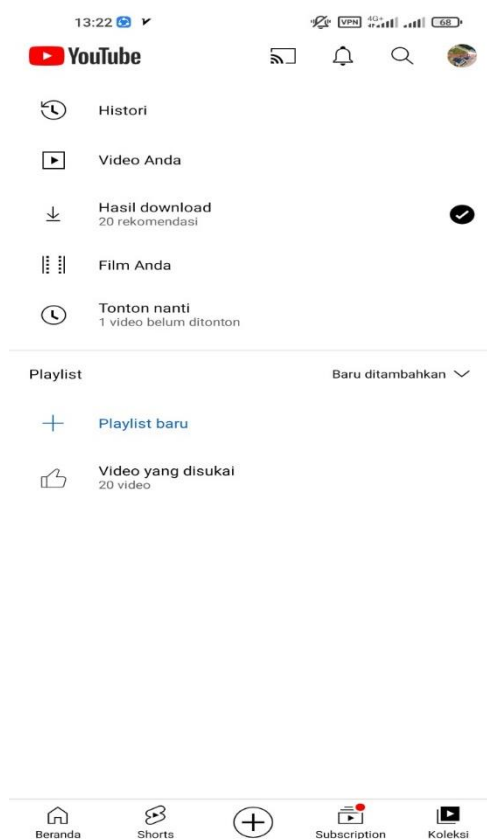 13:22
VPN 4G+ 68
YouTube
Histori
Video Anda
Hasil download
20 rekomendasi
Film Anda
Tonton nanti
1 video belum ditonton
Playlist
Baru ditambahkan
Playlist baru
Video yang disukai
20 video
Beranda
Shorts
Subscription
Koleksi